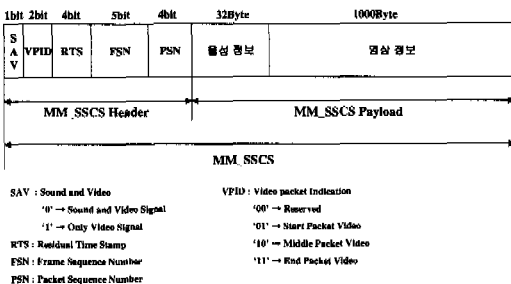 1bit 2bit 4bit 5bit 4bit 32Byte 1000Byte
SAV VPID RTS FSN PSN 음성 정보 영상 정보
MM_SSCS Header MM_SSCS Payload
MM_SSCS
SAV : Sound and Video
'0' → Sound and Video Signal
'1' → Only Video Signal
RTS : Residual Time Stamp
FSN : Frame Sequence Number
PSN : Packet Sequence Number
VPID : Video packet Indication
'00' → Reserved
'01' → Start Packet Video
'10' → Middle Packet Video
'11' → End Packet Video